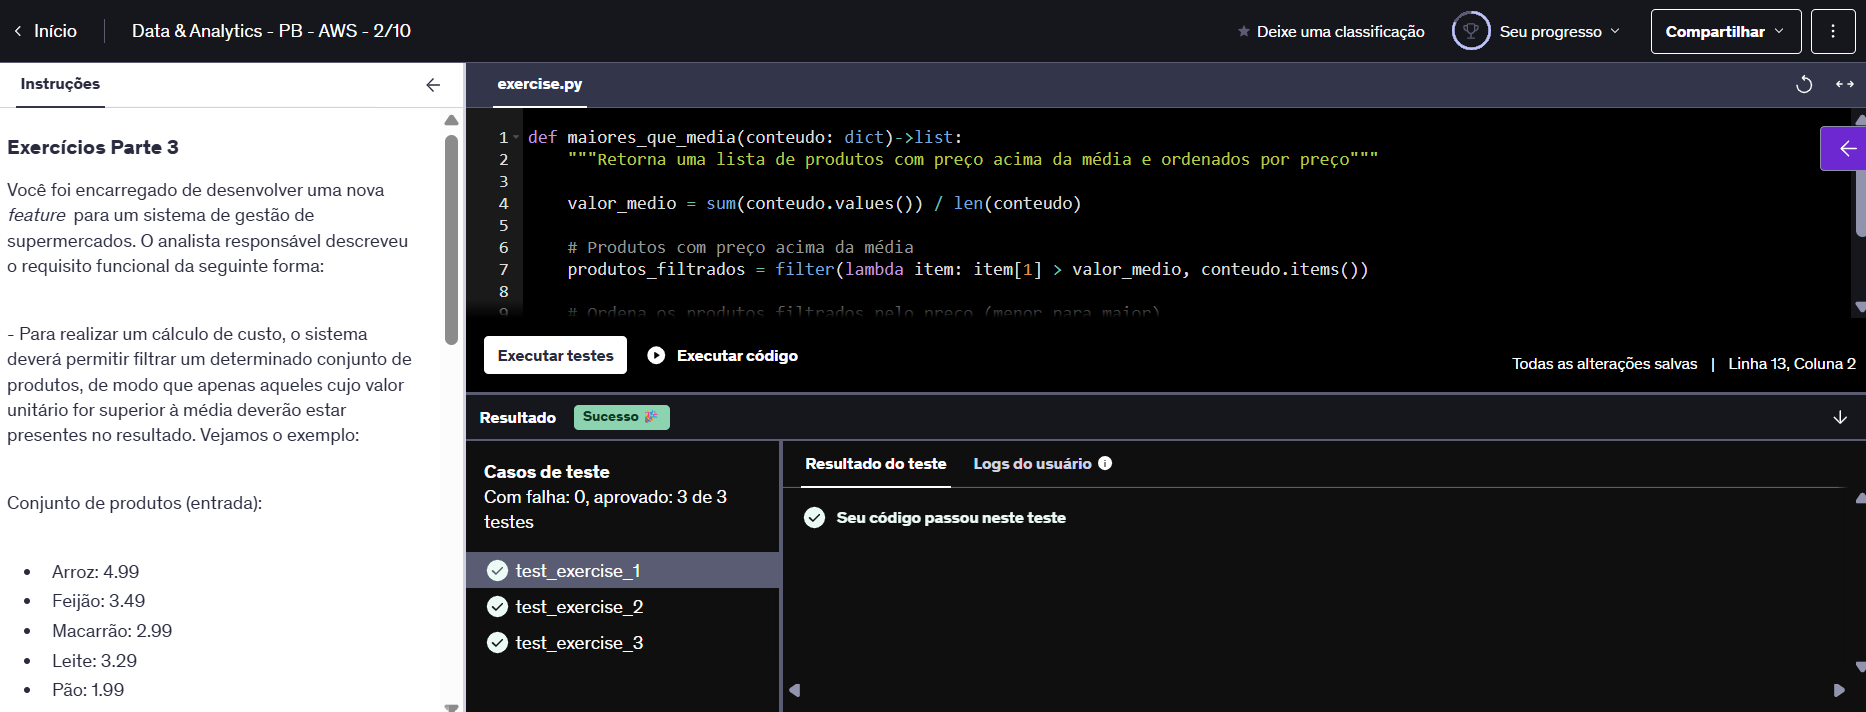 Início
Data & Analytics - PB - AWS - 2/10
Deixe uma classificação
Seu progresso
Compartilhar
Instruções
Exercícios Parte 3
Você foi encarregado de desenvolver uma nova
feature para um sistema de gestão de
supermercados. O analista responsável descreveu
o requisito funcional da seguinte forma:
- Para realizar um cálculo de custo, o sistema
deverá permitir filtrar um determinado conjunto de
produtos, de modo que apenas aqueles cujo valor
unitário for superior à média deverão estar
presentes no resultado. Vejamos o exemplo:
Conjunto de produtos (entrada):
• Arroz: 4.99
• Feijão: 3.49
• Macarrão: 2.99
• Leite: 3.29
• Pão: 1.99
exercise.py
1 def maiores_que_media(conteudo: dict)->list:
2     """Retorna uma lista de produtos com preço acima da média e ordenados por preço"""
3
4     valor_medio = sum(conteudo.values()) / len(conteudo)
5
6     # Produtos com preço acima da média
7     produtos_filtrados = filter(lambda item: item[1] > valor_medio, conteudo.items())
8
9     # Ordena os produtos filtrados pelo preço (menor para maior)
Executar testes
Executar código
Todas as alterações salvas | Linha 13, Coluna 2
Resultado
Sucesso 🎉
Casos de teste
Com falha: 0, aprovado: 3 de 3
testes
test_exercise_1
test_exercise_2
test_exercise_3
Resultado do teste
Logs do usuário
Seu código passou neste teste